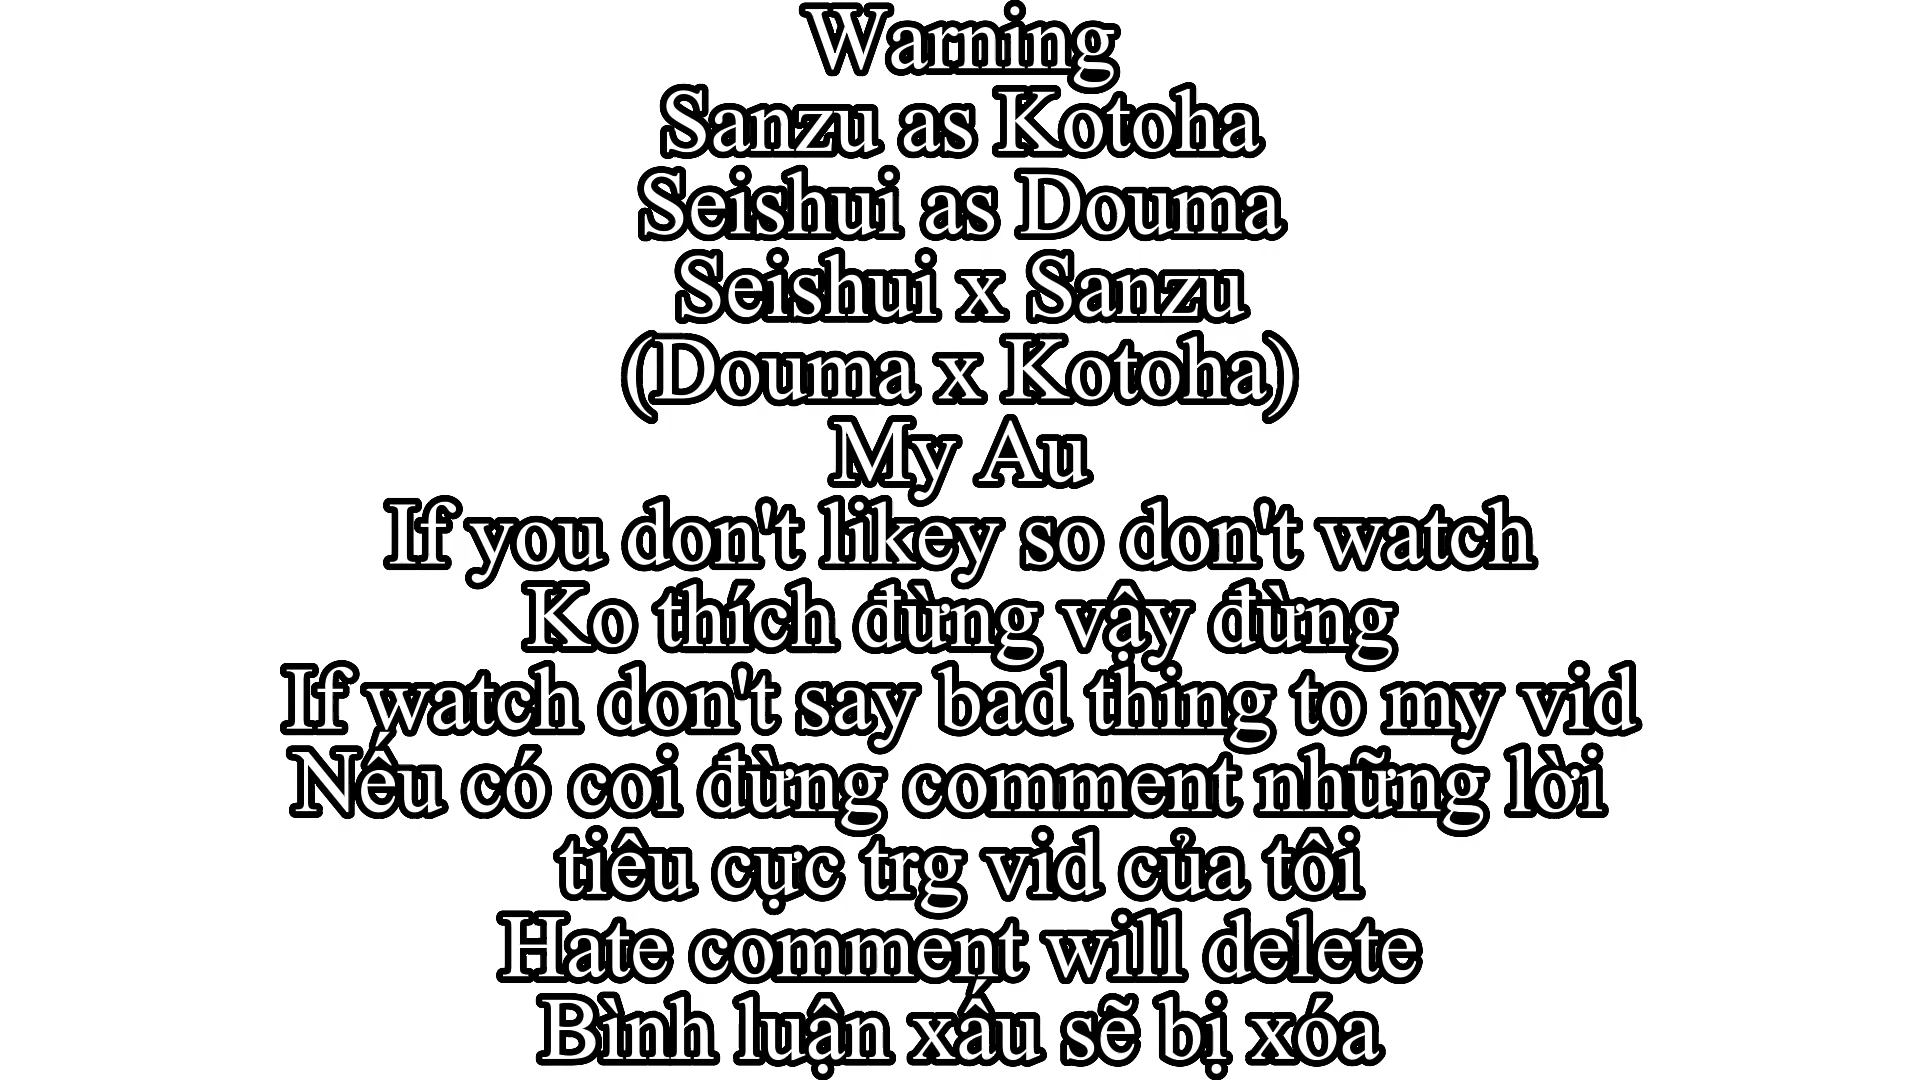 Warning
Sanzu as Kotoha
Seishui as Douma
Seishui x Sanzu
(Douma x Kotoha)
My Au
If you don't likey so don't watch
Ko thích đừng vây đừng
If watch don't say bad thing to my vid
Nếu có coi đừng comment những lời
tiêu cực trg vid của tôi
Hate comment will delete
Bình luận xấu sẽ bị xóa